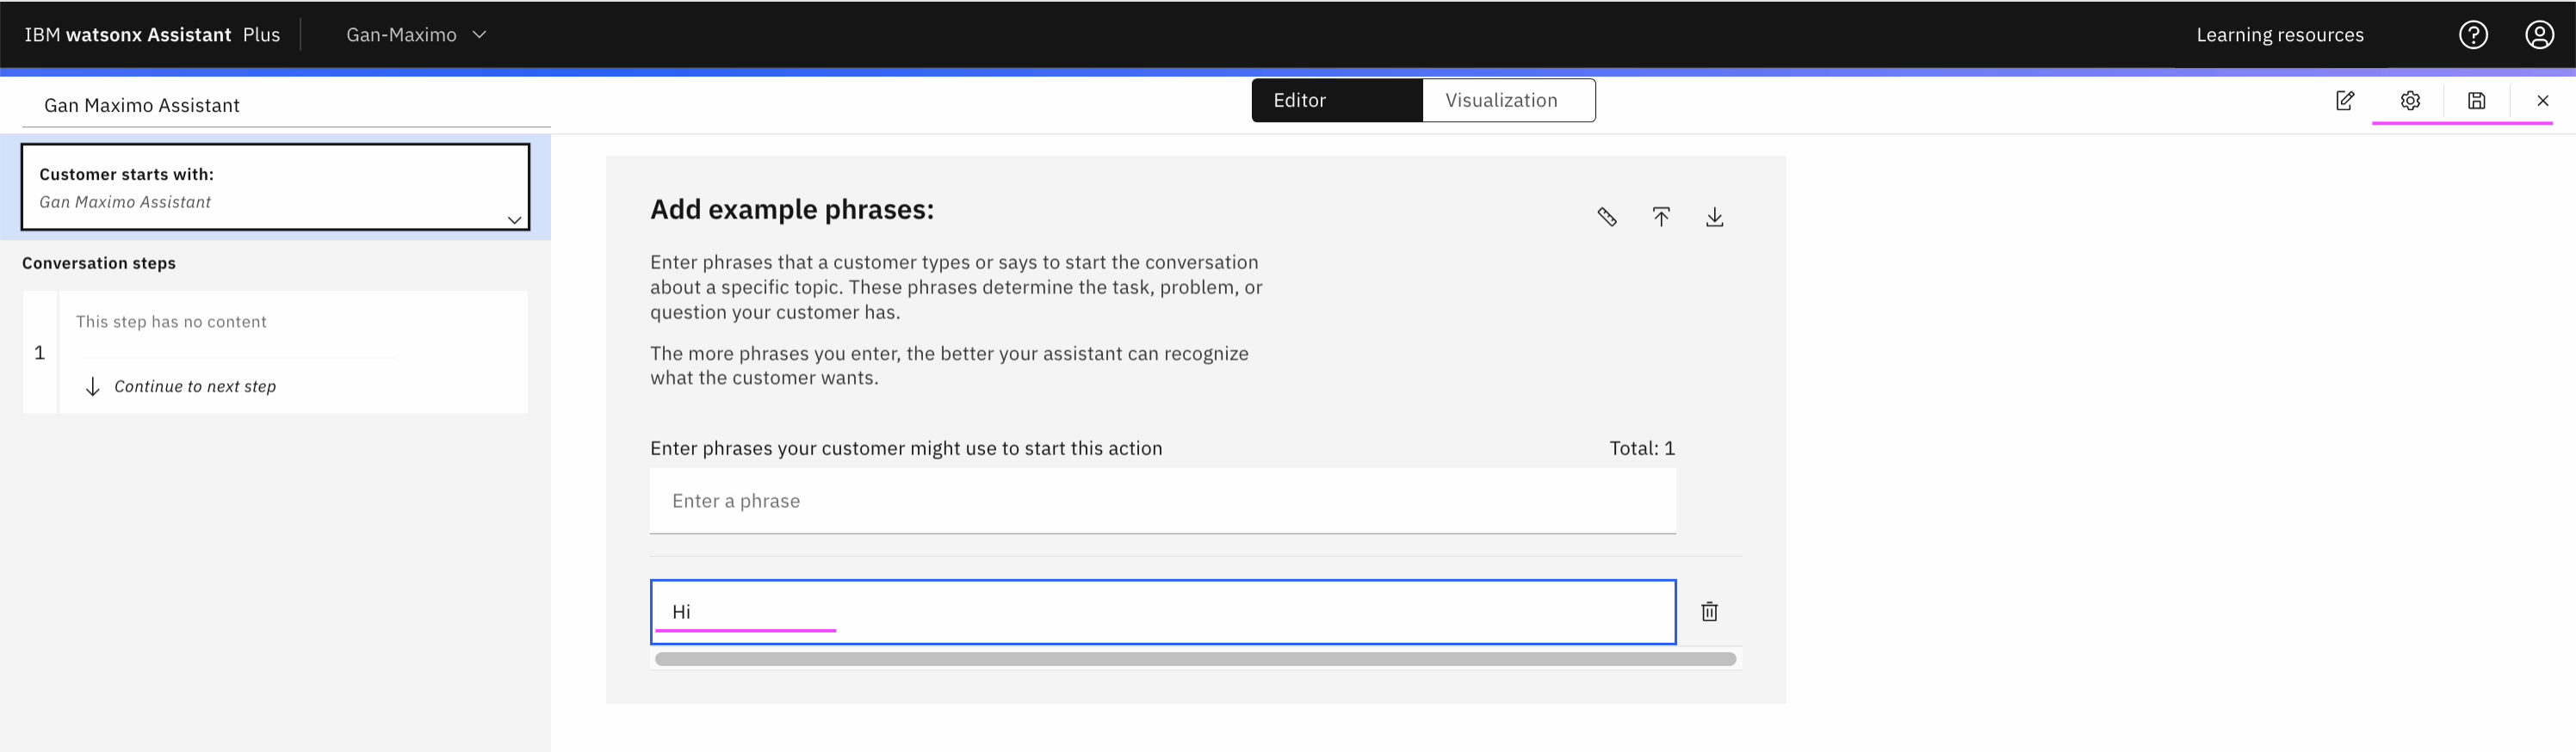 IBM watsonx Assistant Plus
Gan-Maximo
Learning resources
Gan Maximo Assistant
Editor
Visualization
Customer starts with:
Gan Maximo Assistant
Conversation steps
1
This step has no content
Continue to next step
Add example phrases:
Enter phrases that a customer types or says to start the conversation
about a specific topic. These phrases determine the task, problem, or
question your customer has.
The more phrases you enter, the better your assistant can recognize
what the customer wants.
Enter phrases your customer might use to start this action
Total: 1
Enter a phrase
Hi